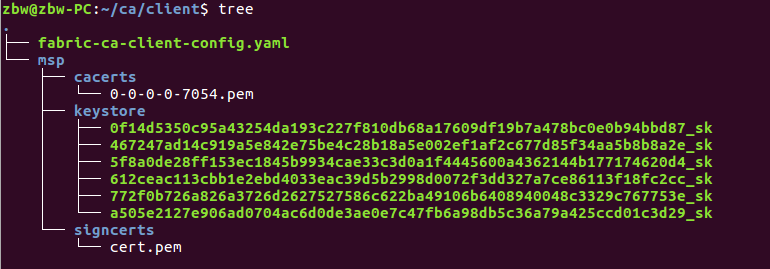 zbw@zbw-PC:~/ca/client$ tree
.
├── fabric-ca-client-config.yaml
└── msp
    ├── cacerts
    │   └── 0-0-0-0-7054.pem
    ├── keystore
    │   ├── 0f14d5350c95a43254da193c227f810db68a17609df19b7a478bc0e0b94bbd87_sk
    │   ├── 467247ad14c919a5e842e75be4c28b18a5e002ef1af2c677d85f34aa5b8b8a2e_sk
    │   ├── 5f8a0de28ff153ec1845b9934cae33c3d0a1f4445600a4362144b177174620d4_sk
    │   ├── 612ceac113cbb1e2ebd4033eac39d5b2998d0072f3dd327a7ce86113f18fc2cc_sk
    │   ├── 772f0b726a826a3726d2627527586c622ba49106b6408940048c3329c767753e_sk
    │   └── a505e2127e906ad0704ac6d0de3ae0e7c47fb6a98db5c36a79a425ccd01c3d29_sk
    └── signcerts
        └── cert.pem